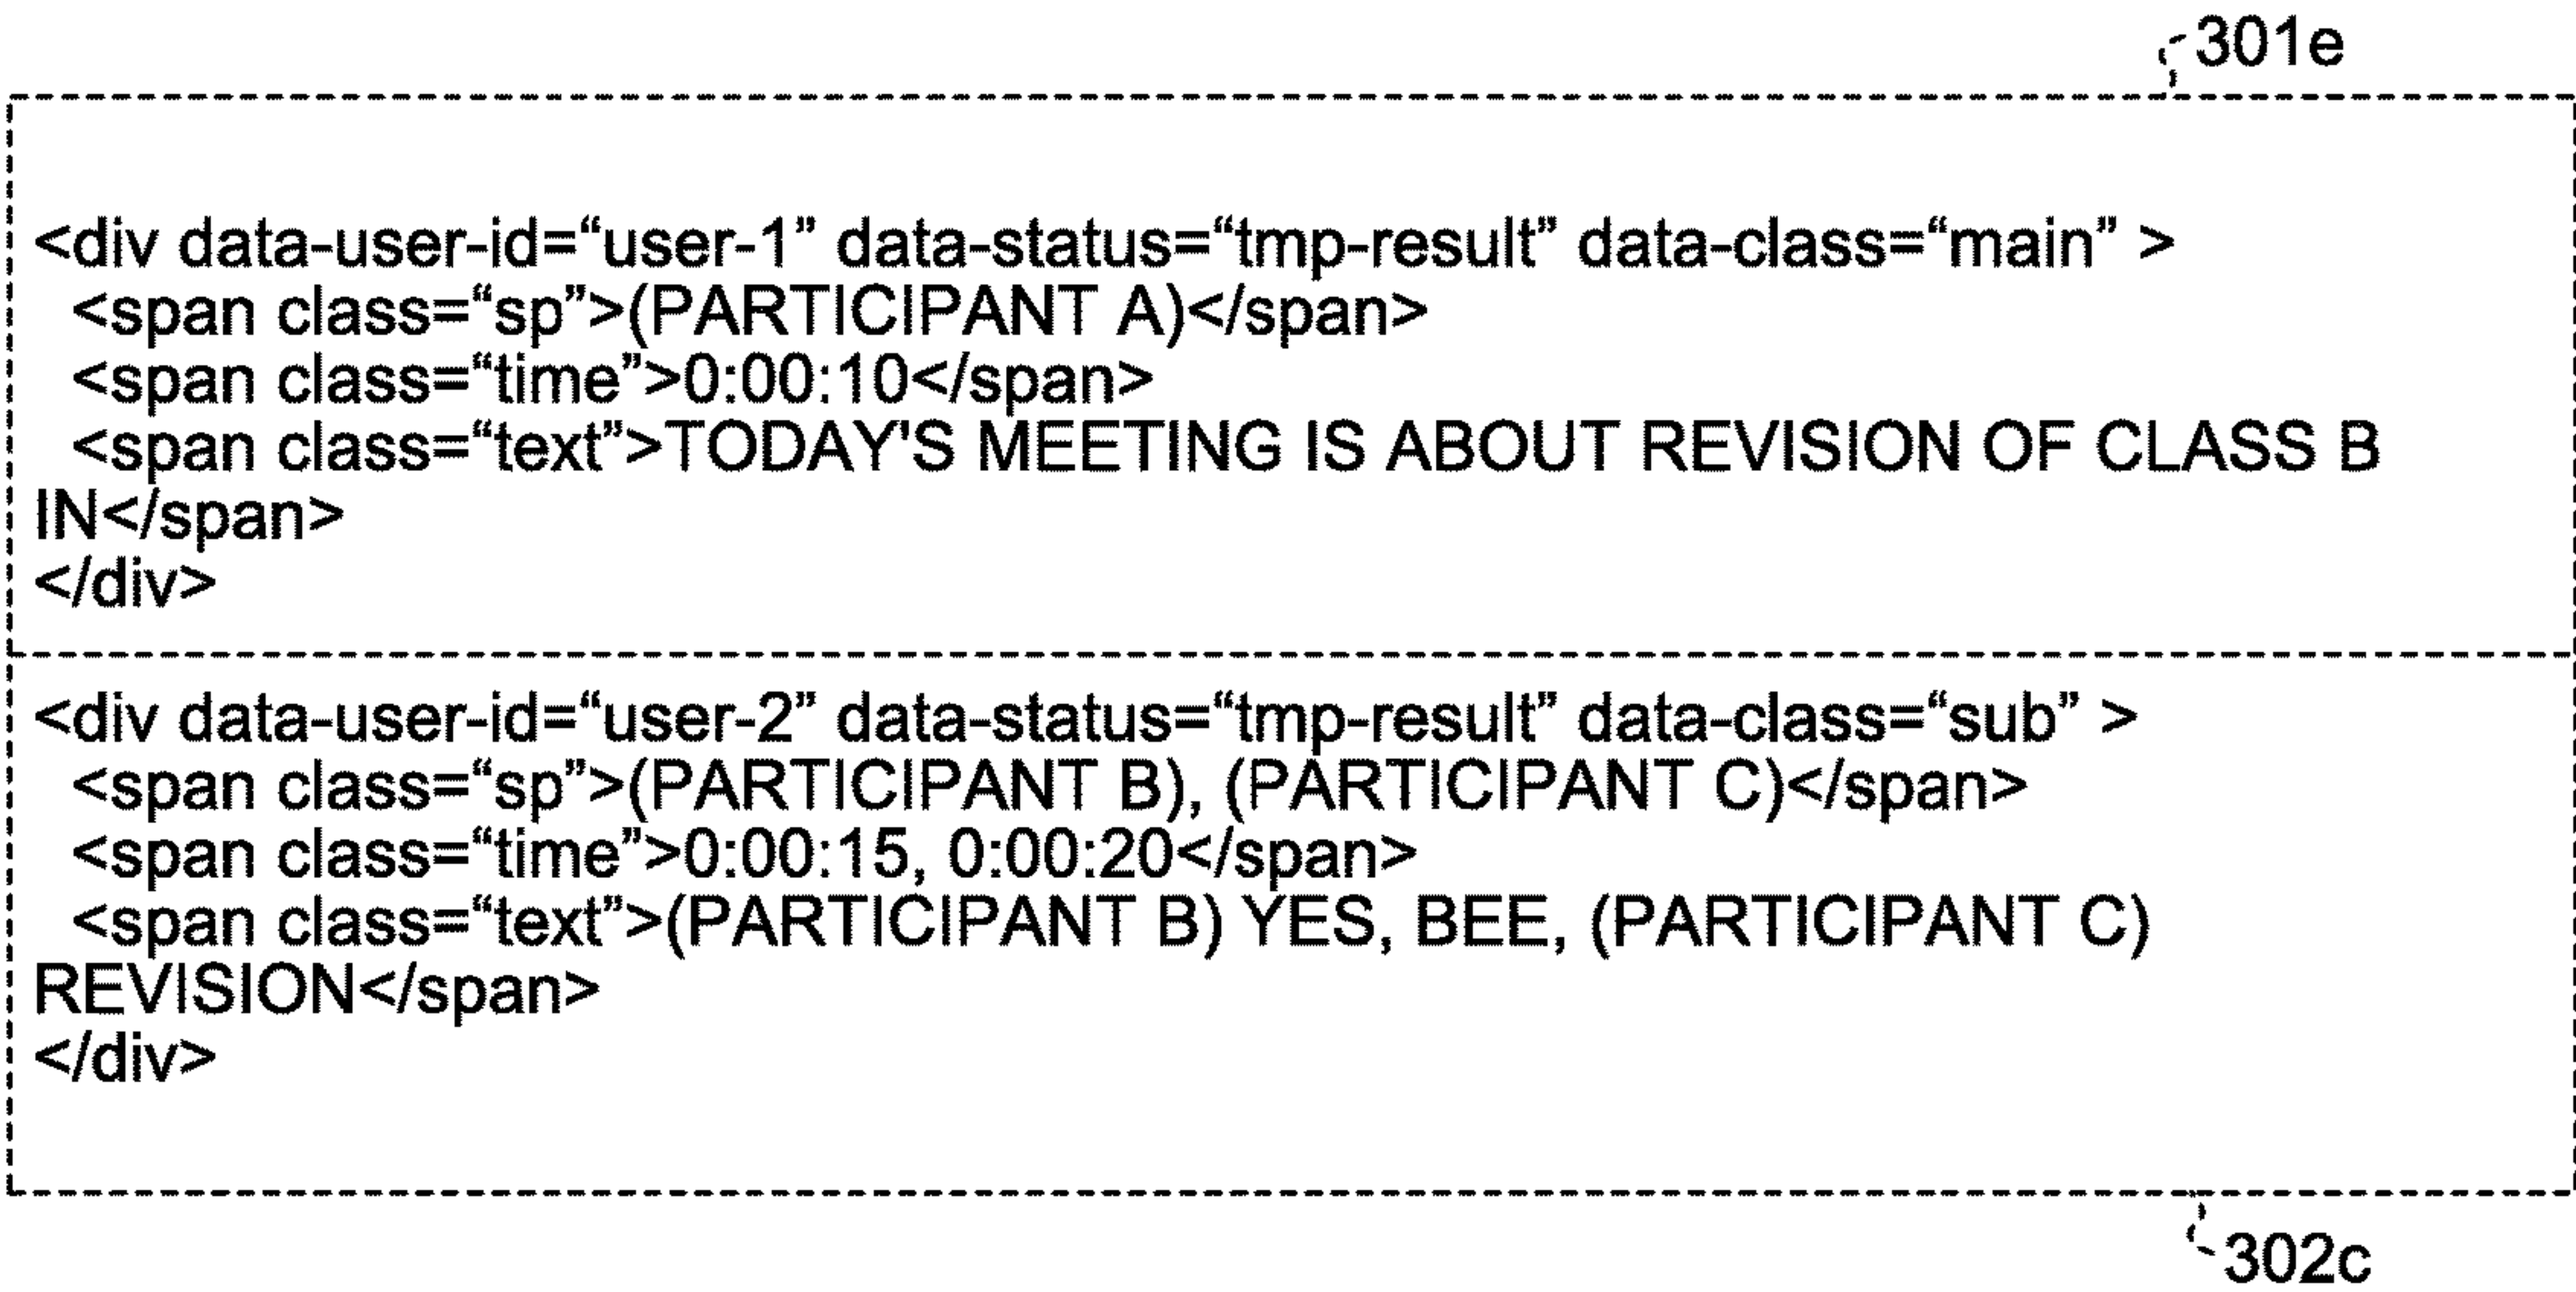 301e
<div data-user-id=“user-1” data-status=“tmp-result” data-class=“main” >
<span class=“sp”>(PARTICIPANT A)</span>
<span class=“time”>0:00:10</span>
<span class=“text”>TODAY'S MEETING IS ABOUT REVISION OF CLASS B
IN</span>
</div>
<div data-user-id=“user-2” data-status=“tmp-result” data-class=“sub” >
<span class=“sp”>(PARTICIPANT B), (PARTICIPANT C)</span>
<span class=“time”>0:00:15, 0:00:20</span>
<span class=“text”>(PARTICIPANT B) YES, BEE, (PARTICIPANT C)
REVISION</span>
</div>
302c